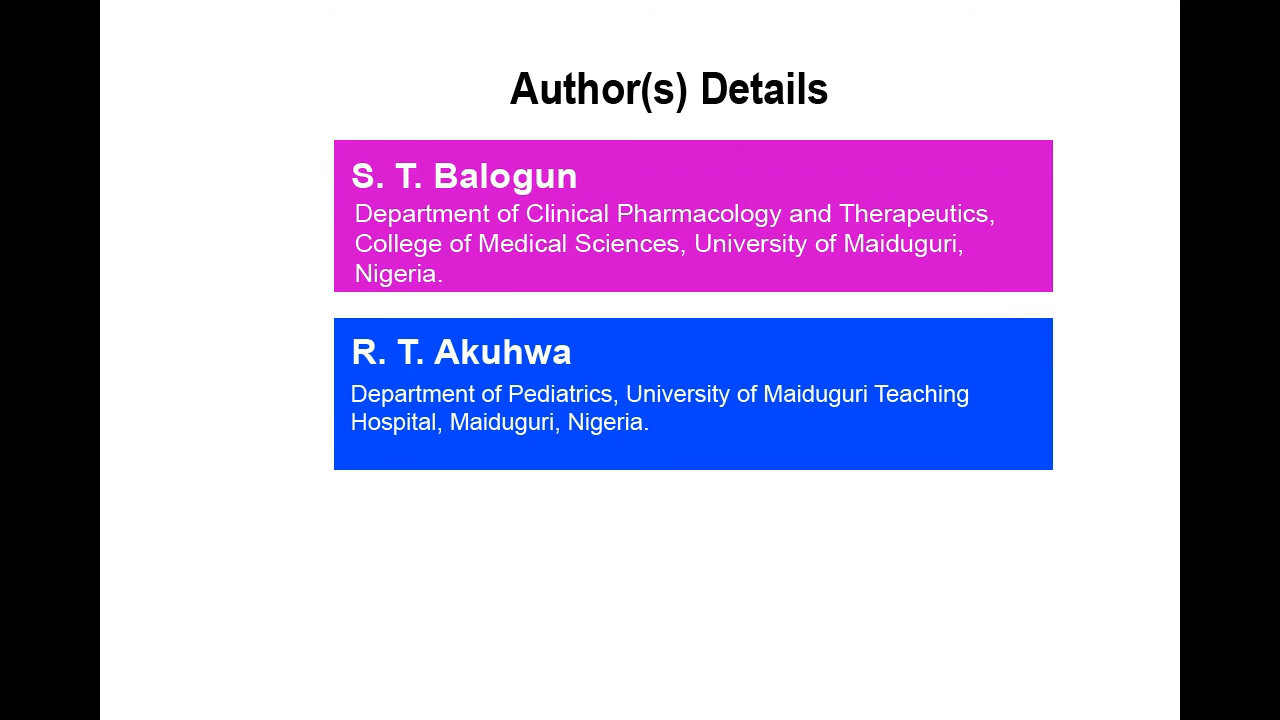 Author(s) Details
S. T. Balogun
Department of Clinical Pharmacology and Therapeutics,
College of Medical Sciences, University of Maiduguri,
Nigeria.
R. T. Akuhwa
Department of Pediatrics, University of Maiduguri Teaching
Hospital, Maiduguri, Nigeria.